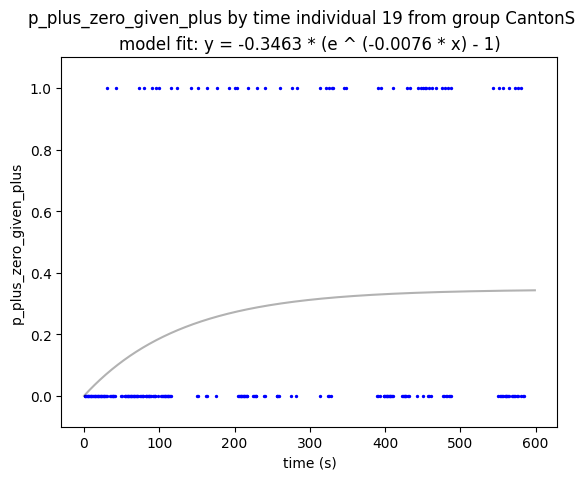 p_plus_zero_given_plus by time individual 19 from group CantonS
model fit: y = -0.3463 * (e ^ (-0.0076 * x) - 1)
p_plus_zero_given_plus
1.0
0.8
0.6
0.4
0.2
0.0
0 100 200 300 400 500 600
time (s)